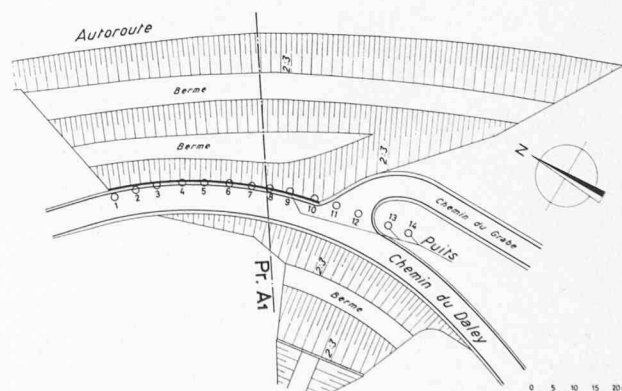 Autoroute
2:3
Berme
Berme
2:3
N
1 2 3 4 5 6 7 8 9 10 11 12 13 14
Puits
Chemin du Grabe
Pr. A1
Chemin du Daley
2:3
Berme
2:3
0 5 10 15 20